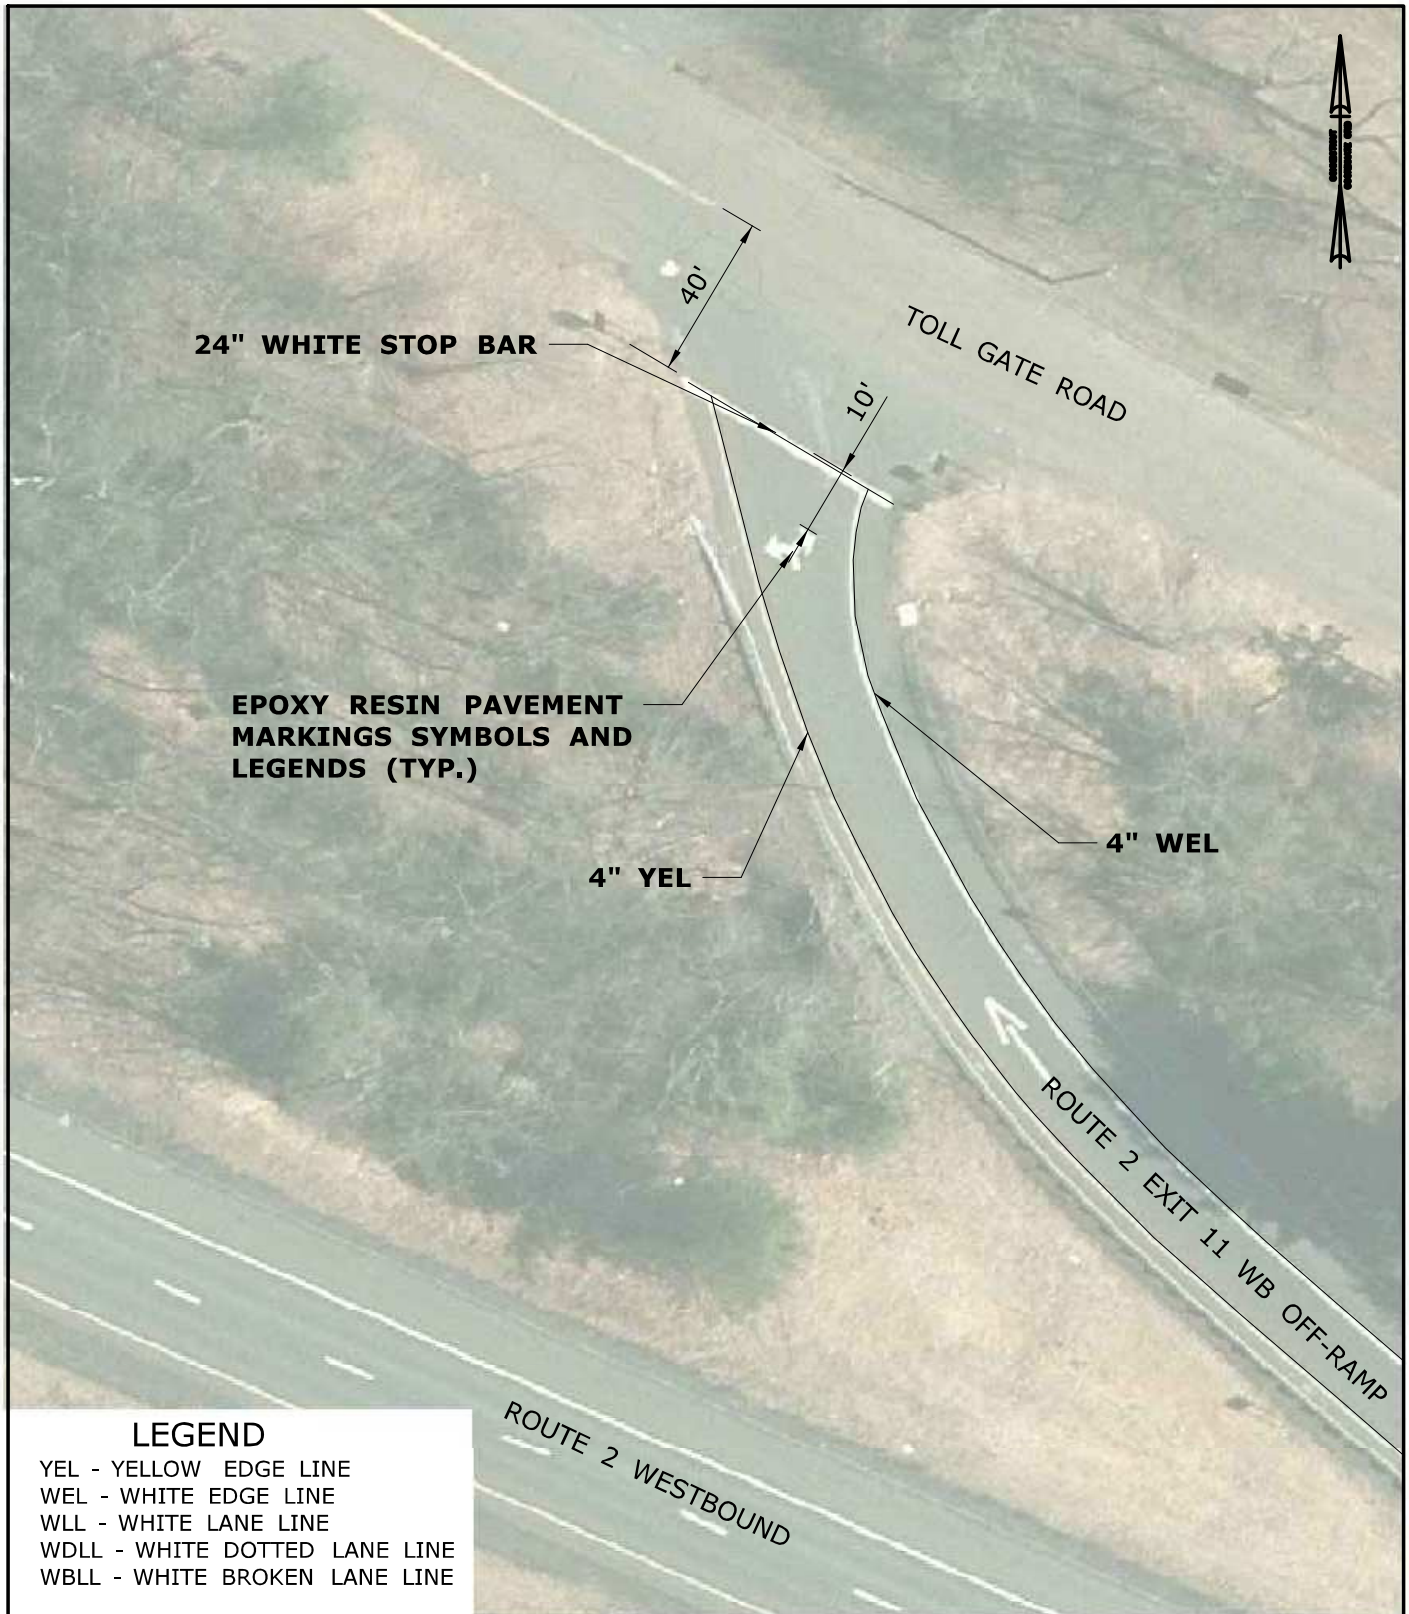 40'
24" WHITE STOP BAR
TOLL GATE ROAD
10'
EPOXY RESIN PAVEMENT
MARKINGS SYMBOLS AND
LEGENDS (TYP.)
4" WEL
4" YEL
ROUTE 2 EXIT 11 WB OFF-RAMP
ROUTE 2 WESTBOUND
LEGEND
YEL - YELLOW EDGE LINE
WEL - WHITE EDGE LINE
WLL - WHITE LANE LINE
WDLL - WHITE DOTTED LANE LINE
WBLL - WHITE BROKEN LANE LINE